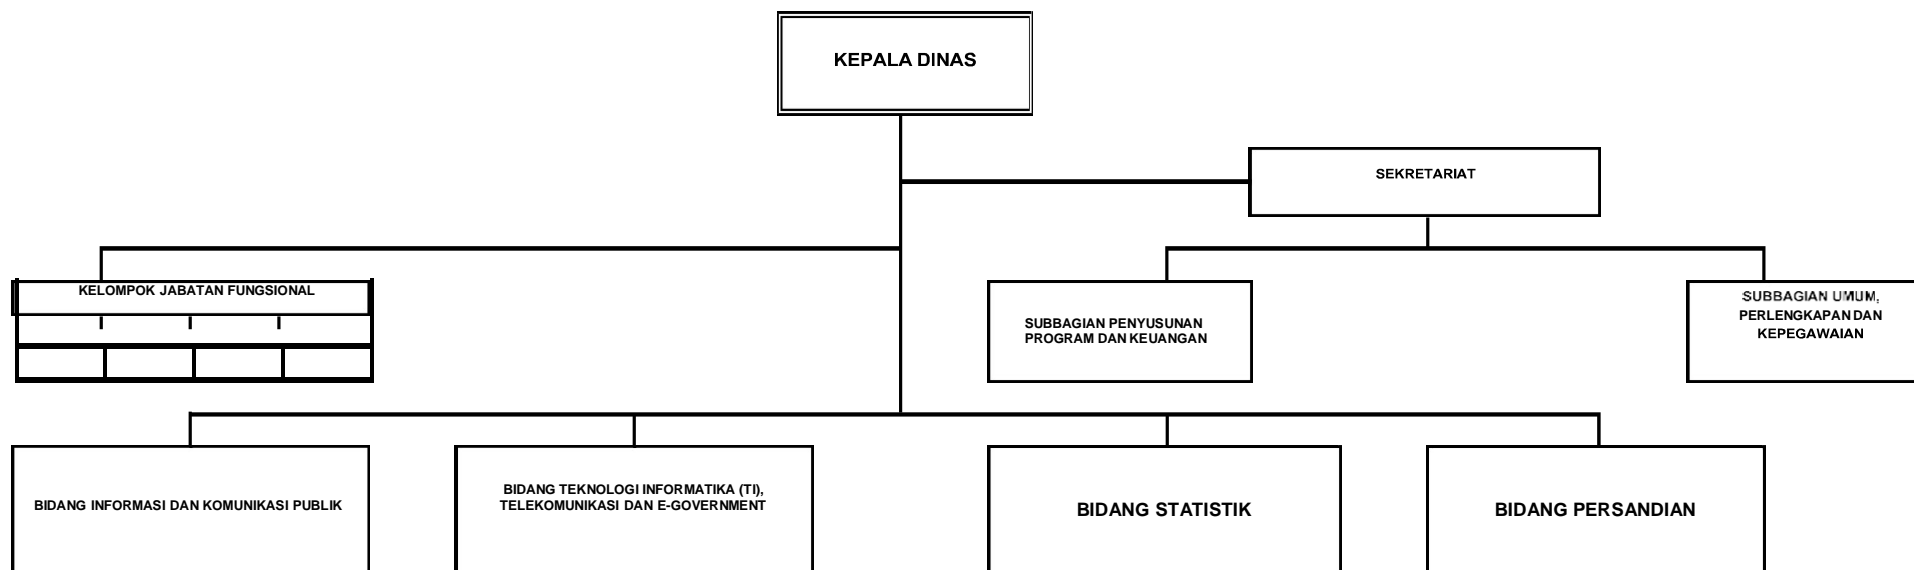 KEPALA DINAS
SEKRETARIAT
KELOMPOK JABATAN FUNGSIONAL
SUBBAGIAN PENYUSUNAN
PROGRAM DAN KEUANGAN
SUBBAGIAN UMUM,
PERLENGKAPAN DAN
KEPEGAWAIAN
BIDANG INFORMASI DAN KOMUNIKASI PUBLIK
BIDANG TEKNOLOGI INFORMATIKA (TI),
TELEKOMUNIKASI DAN E-GOVERNMENT
BIDANG STATISTIK
BIDANG PERSANDIAN